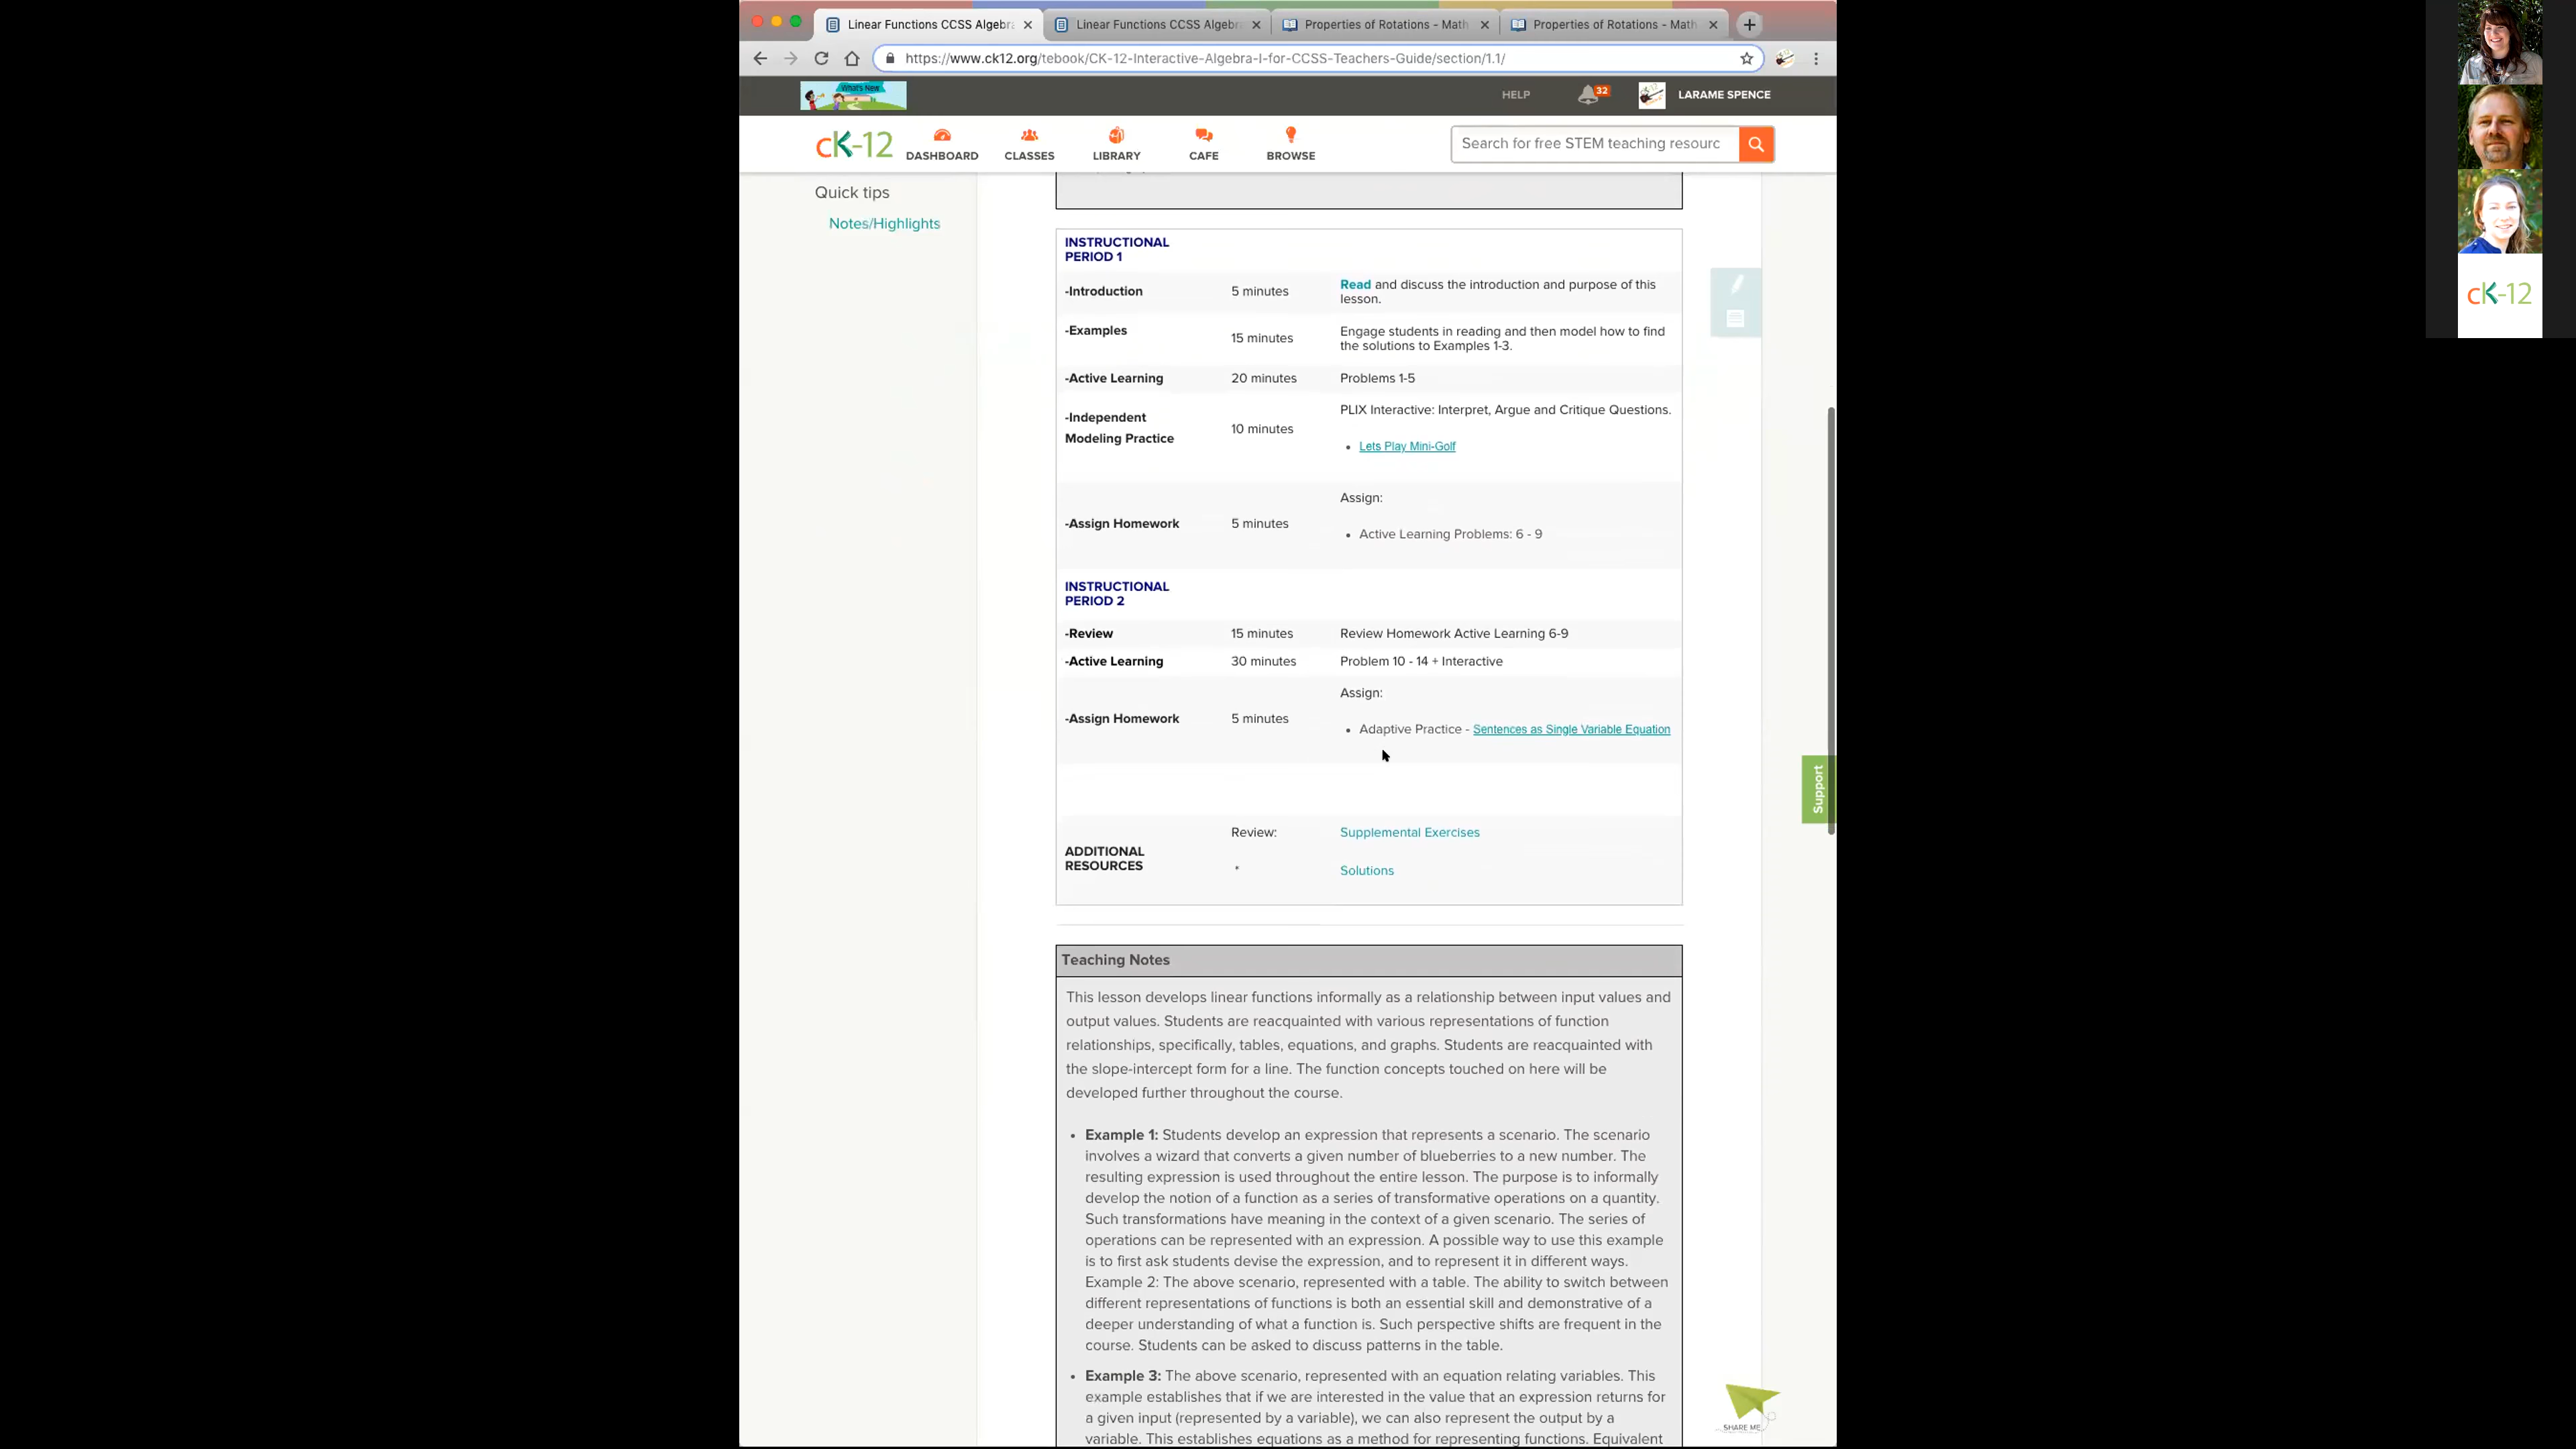 Linear Functions CCSS Algebra
Linear Functions CCSS Algebr
Properties of Rotations - Math
Properties of Rotations - Math
https://www.ck12.org/tebook/CK-12-Interactive-Algebra-I-for-CCSS-Teachers-Guide/section/1.1/
What's New
HELP
32
LARAME SPENCE
cK-12
DASHBOARD
CLASSES
LIBRARY
CAFE
BROWSE
Search for free STEM teaching resourc
Quick tips
Notes/Highlights
INSTRUCTIONAL
PERIOD 1
-Introduction
5 minutes
Read and discuss the introduction and purpose of this
lesson.
-Examples
15 minutes
Engage students in reading and then model how to find
the solutions to Examples 1-3.
-Active Learning
20 minutes
Problems 1-5
-Independent
Modeling Practice
10 minutes
PLIX Interactive: Interpret, Argue and Critique Questions.
• Lets Play Mini-Golf
-Assign Homework
5 minutes
Assign:
• Active Learning Problems: 6 - 9
INSTRUCTIONAL
PERIOD 2
-Review
15 minutes
Review Homework Active Learning 6-9
-Active Learning
30 minutes
Problem 10 - 14 + Interactive
-Assign Homework
5 minutes
Assign:
• Adaptive Practice - Sentences as Single Variable Equation
ADDITIONAL
RESOURCES
Review:
Supplemental Exercises
*
Solutions
Teaching Notes
This lesson develops linear functions informally as a relationship between input values and
output values. Students are reacquainted with various representations of function
relationships, specifically, tables, equations, and graphs. Students are reacquainted with
the slope-intercept form for a line. The function concepts touched on here will be
developed further throughout the course.
• Example 1: Students develop an expression that represents a scenario. The scenario
involves a wizard that converts a given number of blueberries to a new number. The
resulting expression is used throughout the entire lesson. The purpose is to informally
develop the notion of a function as a series of transformative operations on a quantity.
Such transformations have meaning in the context of a given scenario. The series of
operations can be represented with an expression. A possible way to use this example
is to first ask students devise the expression, and to represent it in different ways.
Example 2: The above scenario, represented with a table. The ability to switch between
different representations of functions is both an essential skill and demonstrative of a
deeper understanding of what a function is. Such perspective shifts are frequent in the
course. Students can be asked to discuss patterns in the table.
• Example 3: The above scenario, represented with an equation relating variables. This
example establishes that if we are interested in the value that an expression returns for
a given input (represented by a variable), we can also represent the output by a
variable. This establishes equations as a method for representing functions. Equivalent
Support
SHARE ME
cK-12